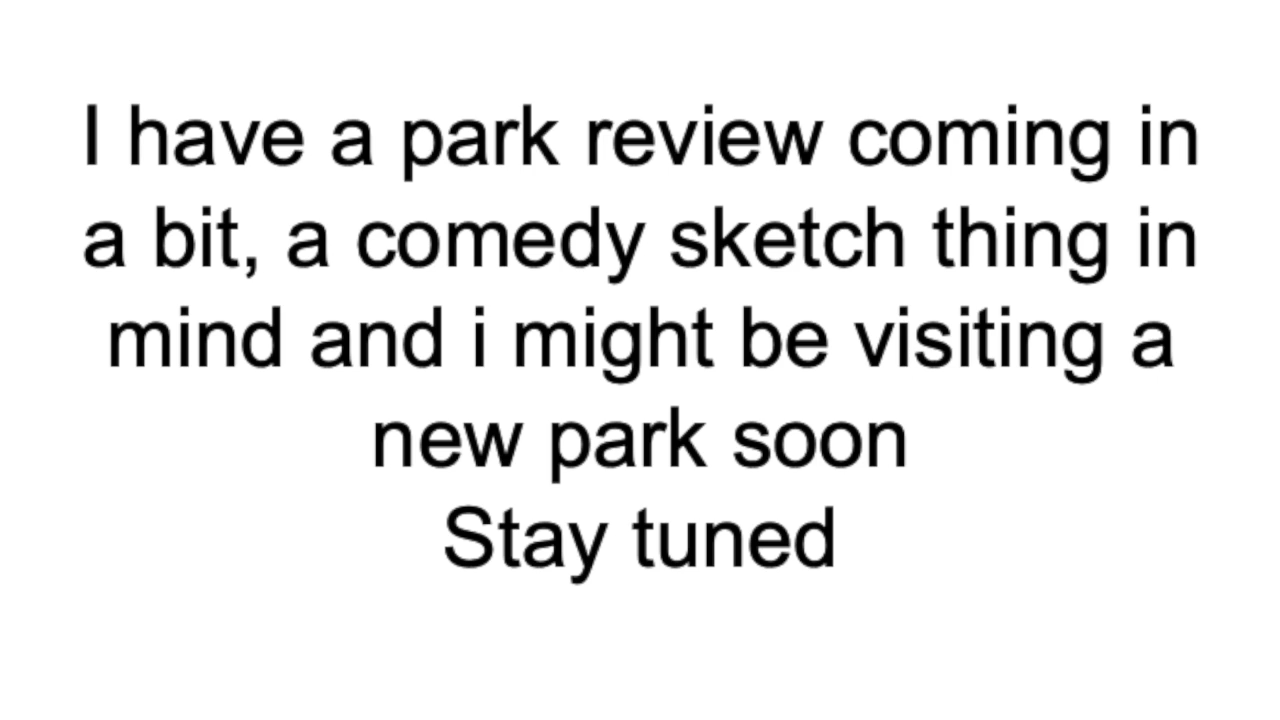 I have a park review coming in
a bit, a comedy sketch thing in
mind and i might be visiting a
new park soon
Stay tuned